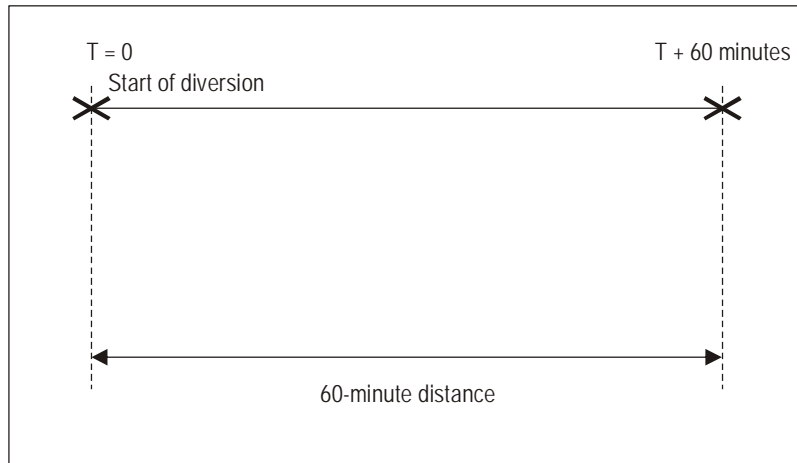 T = 0
T + 60 minutes
Start of diversion
60-minute distance